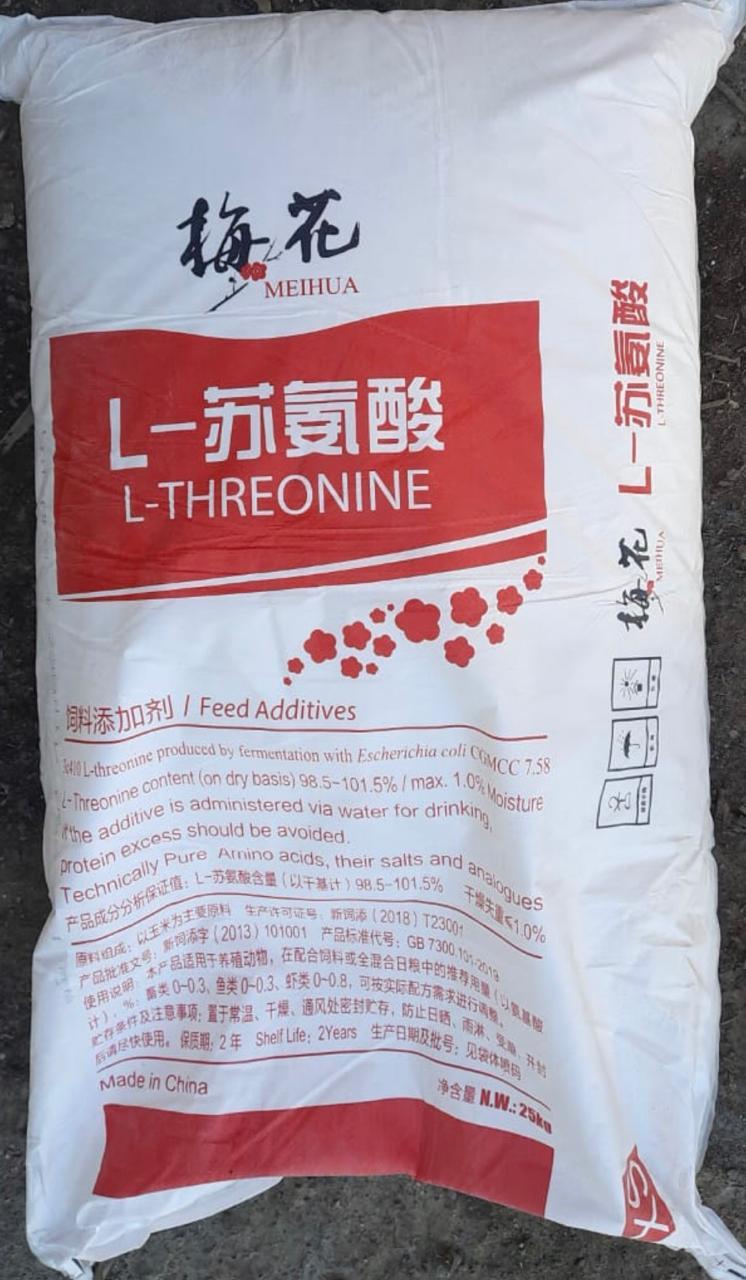 梅花
MEIHUA
L-苏氨酸
L-THREONINE
饲料添加剂 / Feed Additives
3c410 L-threonine produced by fermentation with Escherichia coli CGMCC 7.58
L-Threonine content (on dry basis) 98.5-101.5% / max. 1.0% Moisture
If the additive is administered via water for drinking,
protein excess should be avoided.
Technically Pure Amino acids, their salts and analogues
产品成分分析保证值：L-苏氨酸含量（以干基计）98.5-101.5% 干燥失重≤1.0%
原料组成：以玉米为主要原料 生产许可证号：新饲添（2018）T23001
产品批准文号：新饲添字（2013）101001 产品标准代号：GB 7300.101-2019
使用说明：本产品适用于养殖动物，在配合饲料或全混合日粮中的推荐用量（以氨基酸
计），%：畜类 0~0.3、鱼类 0~0.3、虾类 0~0.8，可按实际配方需求进行调整。
贮存条件及注意事项：置于常温、干燥、通风处密封贮存，防止日晒、雨淋、受潮，开封
后请尽快使用。保质期：2 年 Shelf Life：2Years 生产日期及批号：见袋体喷码
Made in China
净含量 N.W.: 25kg
L-苏氨酸
L-THREONINE
梅花
MEIHUA